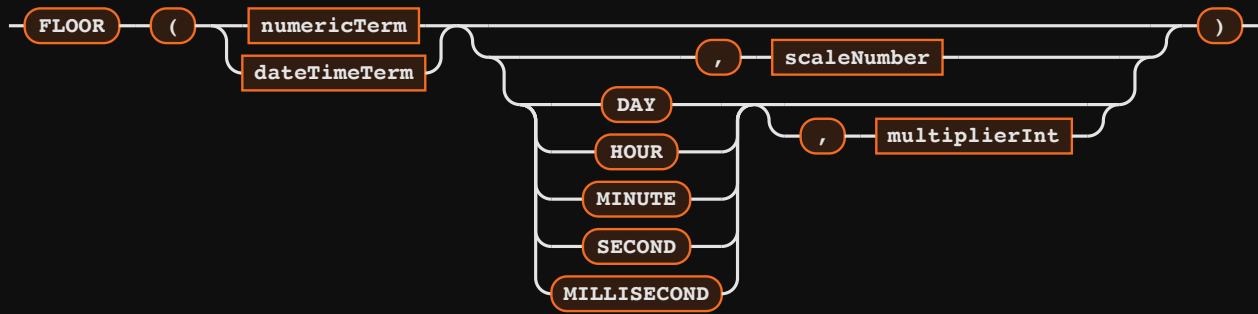 FLOOR ( numericTerm )
dateTimeTerm , scaleNumber
DAY
, multiplierInt
HOUR
MINUTE
SECOND
MILLISECOND